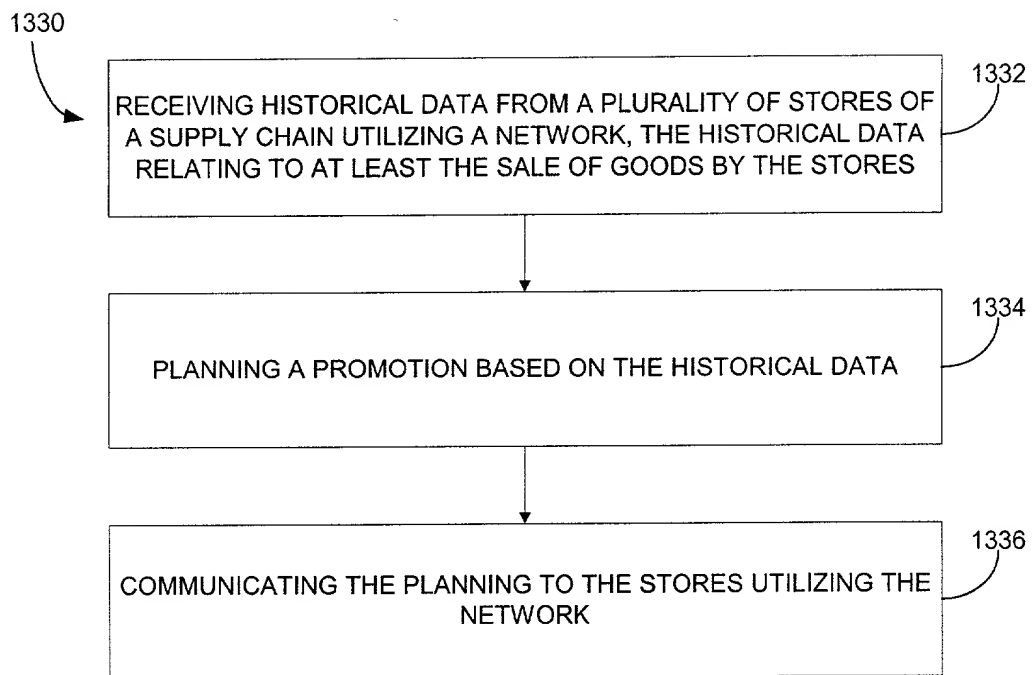 1330
1332
RECEIVING HISTORICAL DATA FROM A PLURALITY OF STORES OF
A SUPPLY CHAIN UTILIZING A NETWORK, THE HISTORICAL DATA
RELATING TO AT LEAST THE SALE OF GOODS BY THE STORES
1334
PLANNING A PROMOTION BASED ON THE HISTORICAL DATA
1336
COMMUNICATING THE PLANNING TO THE STORES UTILIZING THE
NETWORK